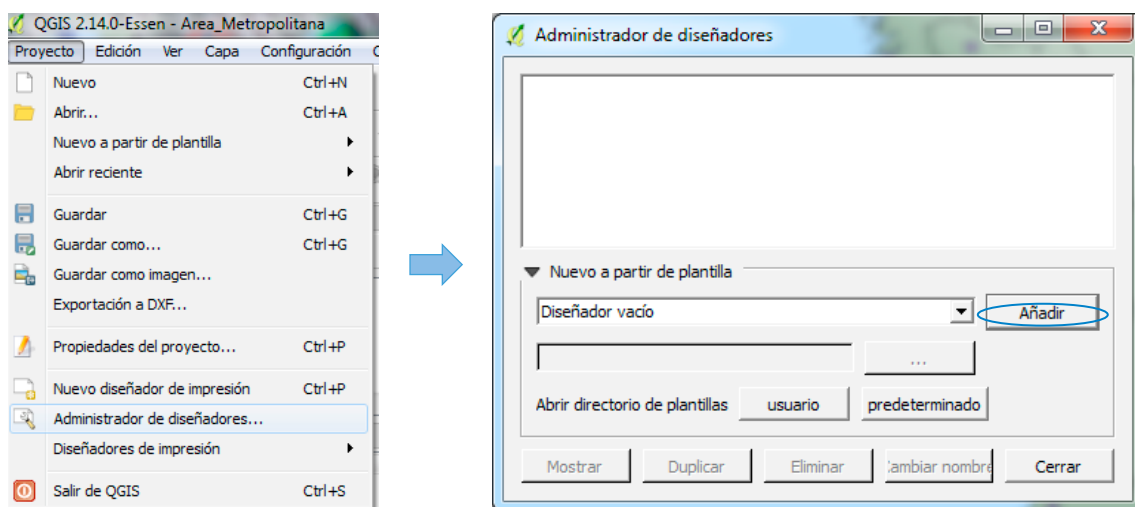 QGIS 2.14.0-Essen - Area_Metropolitana
Proyecto Edición Ver Capa Configuración
Nuevo Ctrl+N
Abrir... Ctrl+A
Nuevo a partir de plantilla
Abrir reciente
Guardar Ctrl+G
Guardar como... Ctrl+G
Guardar como imagen...
Exportación a DXF...
Propiedades del proyecto... Ctrl+P
Nuevo diseñador de impresión Ctrl+P
Administrador de diseñadores...
Diseñadores de impresión
Salir de QGIS Ctrl+S
Administrador de diseñadores
Nuevo a partir de plantilla
Diseñador vacío Añadir
...
Abrir directorio de plantillas usuario predeterminado
Mostrar Duplicar Eliminar ambiar nombre Cerrar